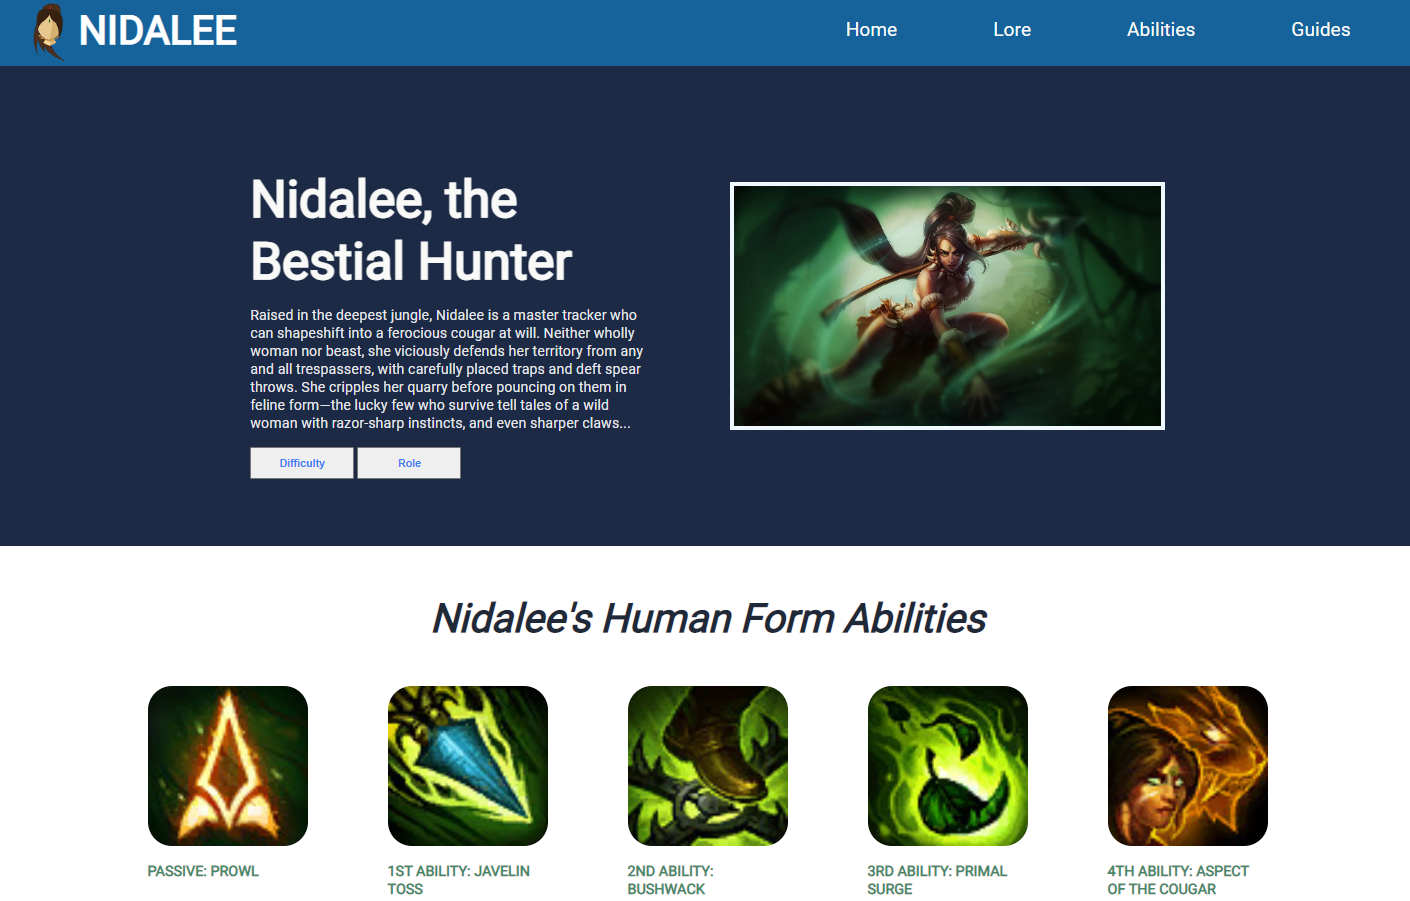 NIDALEE
Home
Lore
Abilities
Guides
Nidalee, the
Bestial Hunter
Raised in the deepest jungle, Nidalee is a master tracker who
can shapeshift into a ferocious cougar at will. Neither wholly
woman nor beast, she viciously defends her territory from any
and all trespassers, with carefully placed traps and deft spear
throws. She cripples her quarry before pouncing on them in
feline form—the lucky few who survive tell tales of a wild
woman with razor-sharp instincts, and even sharper claws...
Difficulty
Role
Nidalee's Human Form Abilities
PASSIVE: PROWL
1ST ABILITY: JAVELIN
TOSS
2ND ABILITY:
BUSHWACK
3RD ABILITY: PRIMAL
SURGE
4TH ABILITY: ASPECT
OF THE COUGAR